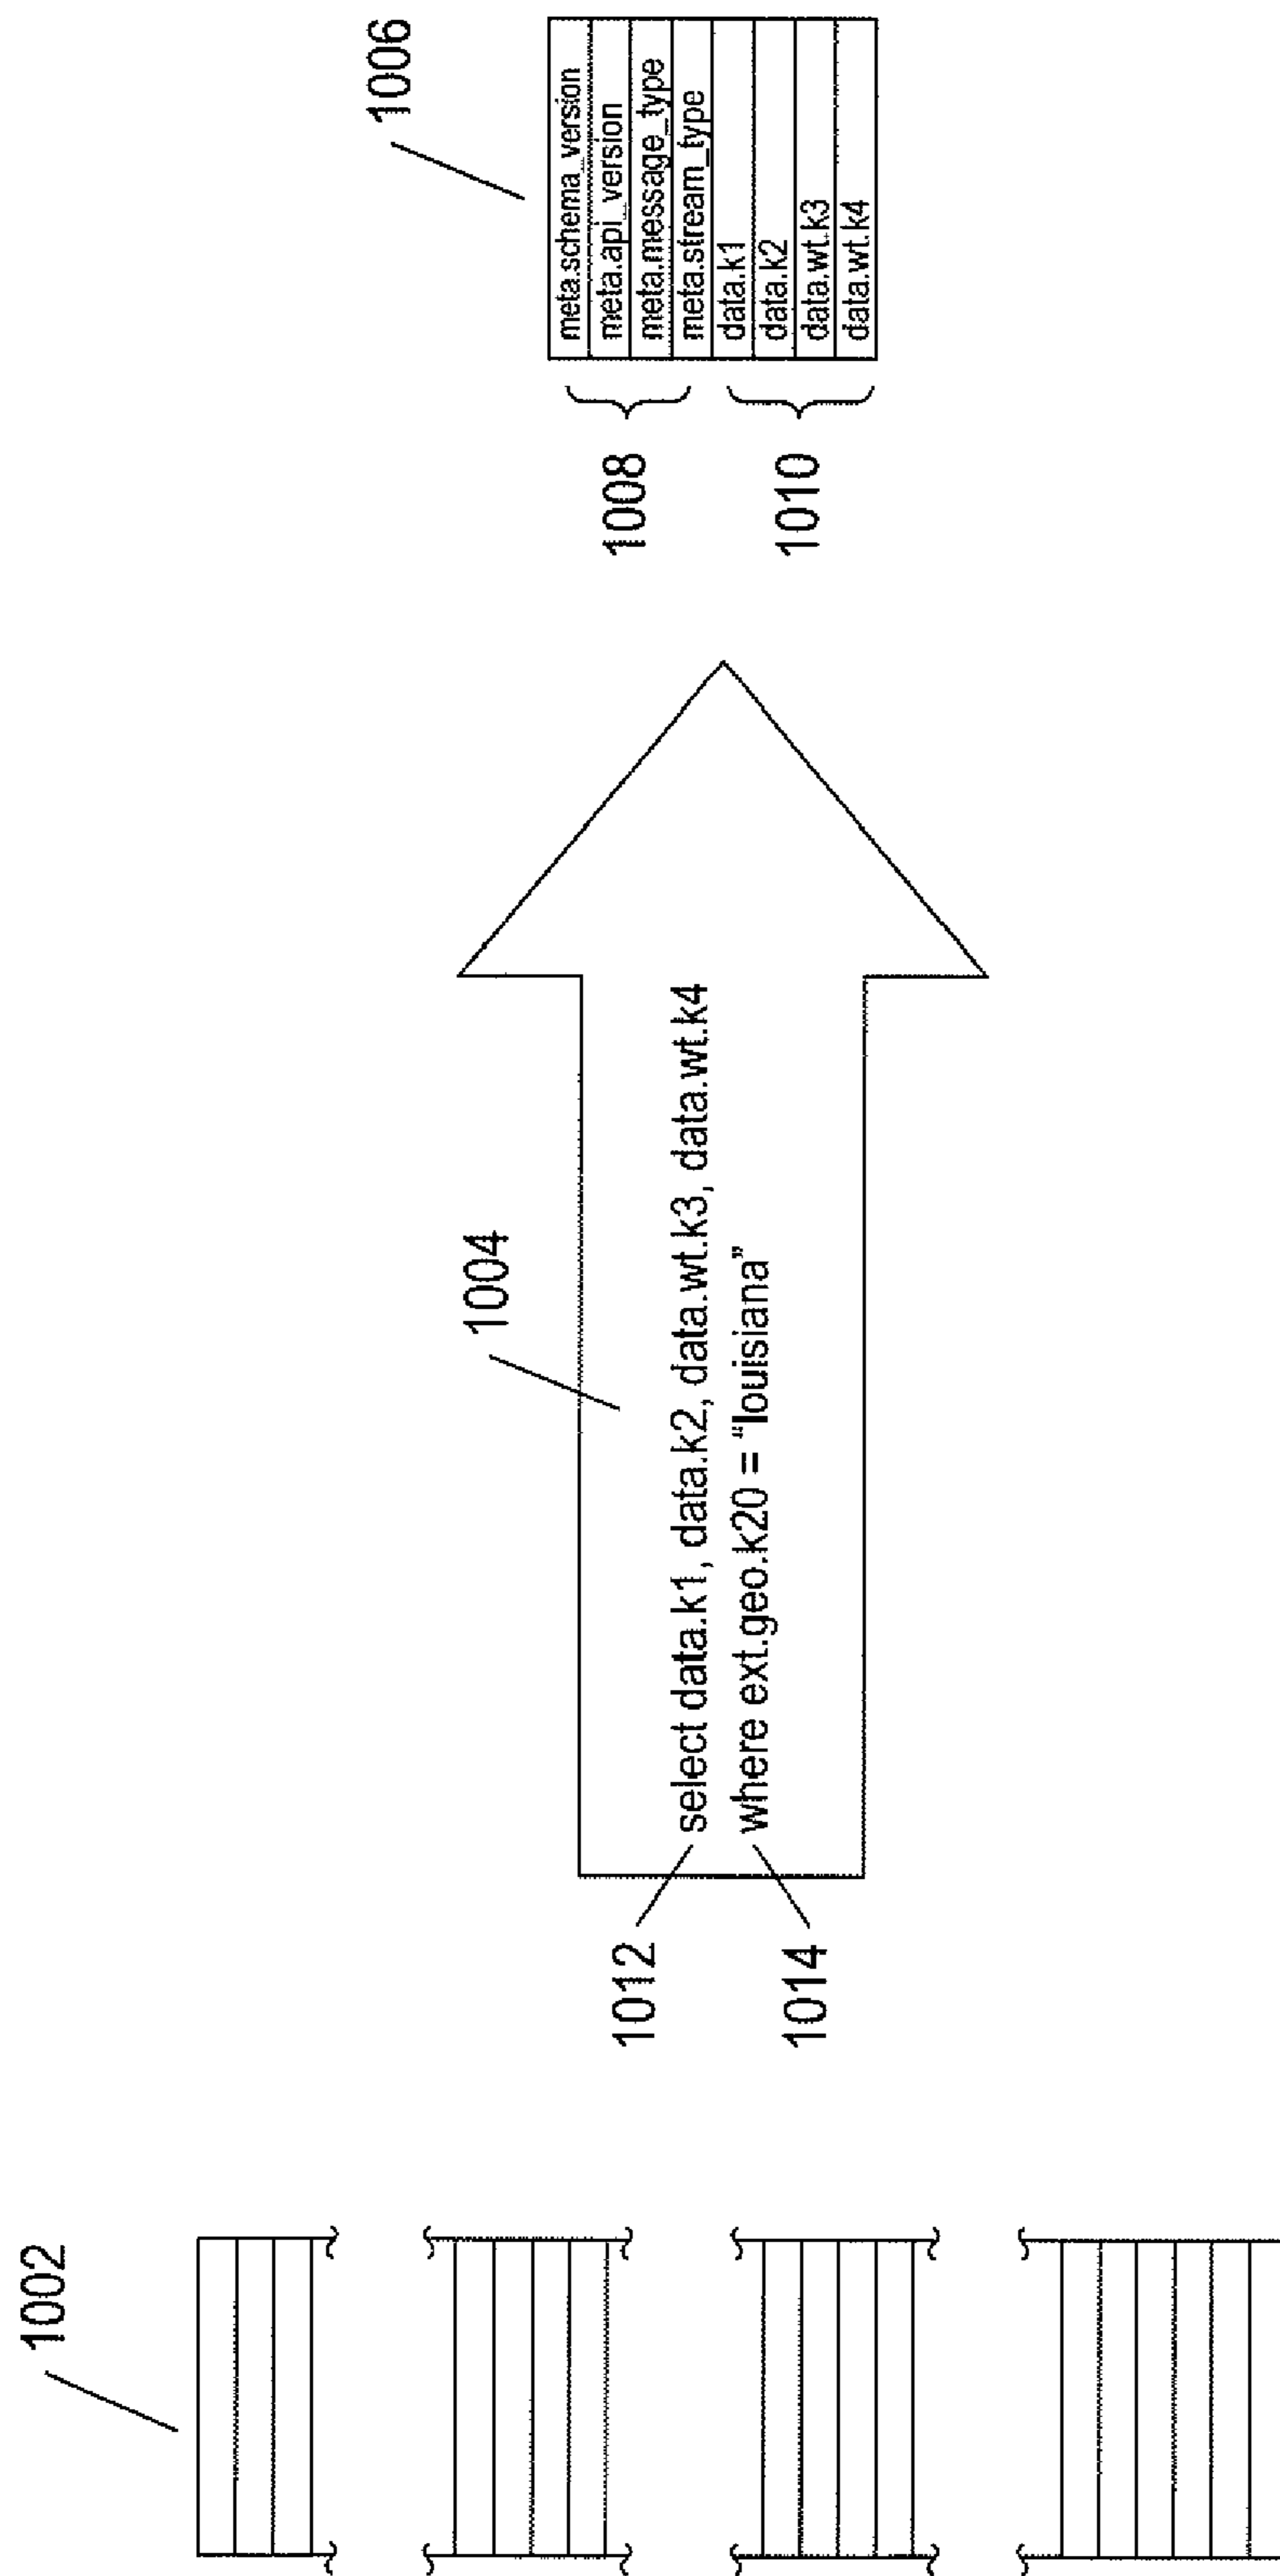 1002
1004
1012
select data.k1, data.k2, data.wt.k3, data.wt.k4
1014
where ext.geo.k20 = “louisiana”
1006
meta.schema_version
meta.api_version
meta.message_type
meta.stream_type
data.k1
data.k2
data.wt.k3
data.wt.k4
1008
1010